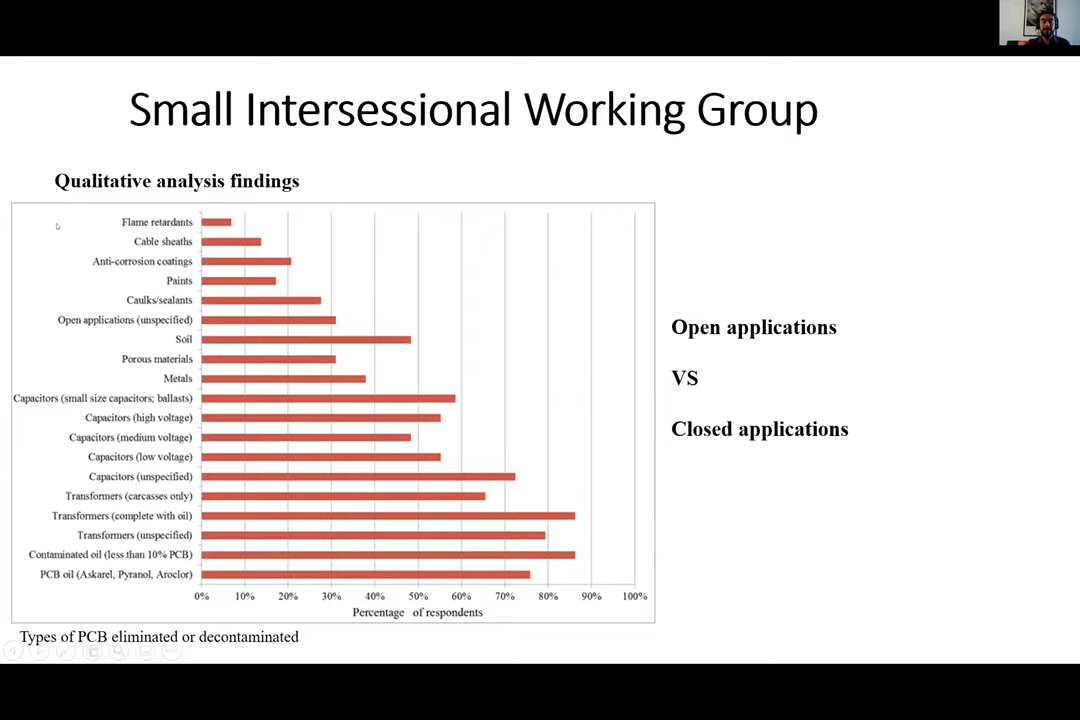 Small Intersessional Working Group
Qualitative analysis findings
Flame retardants
Cable sheaths
Anti-corrosion coatings
Paints
Caulks/sealants
Open applications (unspecified)
Soil
Porous materials
Metals
Capacitors (small size capacitors; ballasts)
Capacitors (high voltage)
Capacitors (medium voltage)
Capacitors (low voltage)
Capacitors (unspecified)
Transformers (carcasses only)
Transformers (complete with oil)
Transformers (unspecified)
Contaminated oil (less than 10% PCB)
PCB oil (Askarel, Pyranol, Aroclor)
0% 10% 20% 30% 40% 50% 60% 70% 80% 90% 100%
Percentage of respondents
Open applications
VS
Closed applications
Types of PCB eliminated or decontaminated